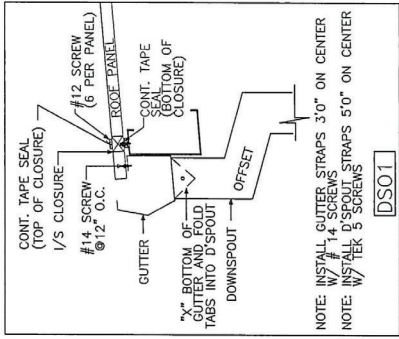 CONT. TAPE SEAL
(TOP OF CLOSURE)
I/S CLOSURE
#14 SCREW
@12" O.C.
#12 SCREW
(6 PER PANEL)
ROOF PANEL
CONT. TAPE
SEAL
(BOTTOM OF
CLOSURE)
GUTTER
"X" BOTTOM OF
GUTTER AND FOLD
TABS INTO D'SPOUT
DOWNSPOUT
OFFSET
NOTE: INSTALL GUTTER STRAPS 3'0" ON CENTER
W/ # 14 SCREWS
NOTE: INSTALL D'SPOUT STRAPS 5'0" ON CENTER
W/ TEK 5 SCREWS
DS01